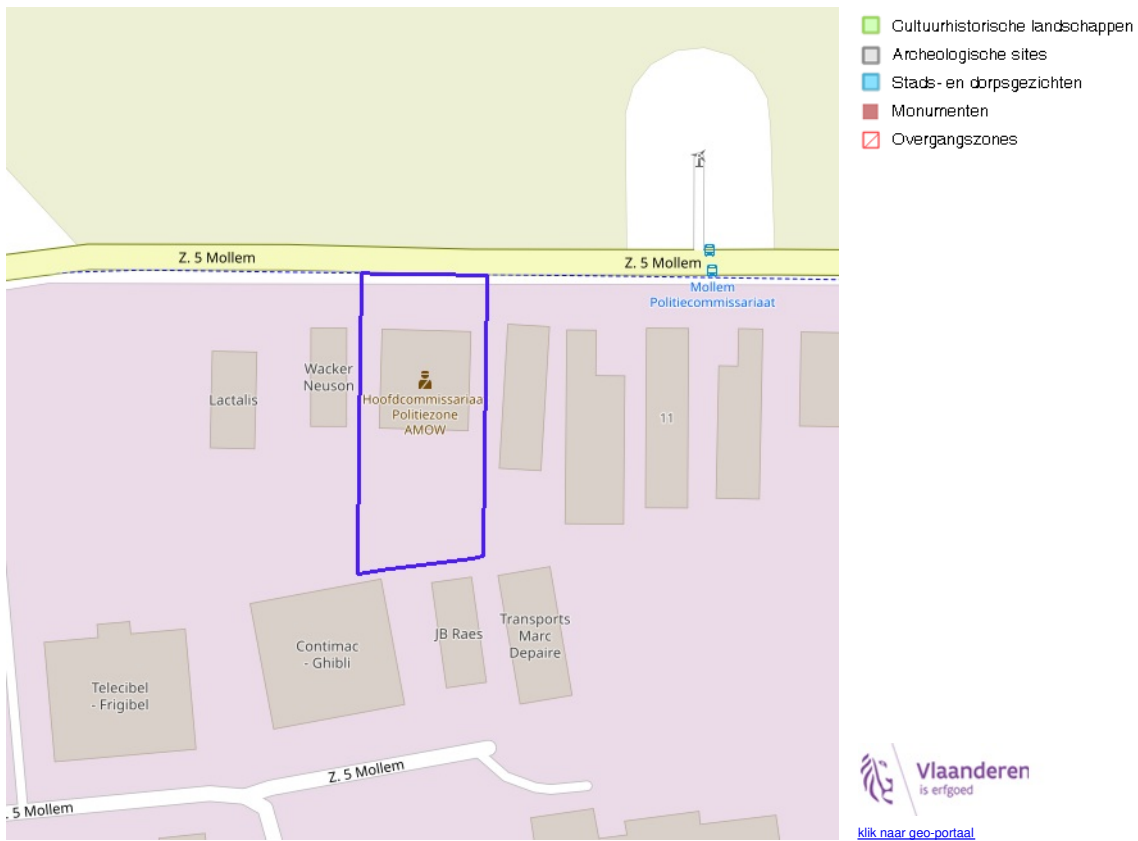 Cultuurhistorische landschappen
Archeologische sites
Stads- en dorpsgezichten
Monumenten
Overgangszones
Z. 5 Mollem
Z. 5 Mollem
Mollem
Politiecommissariaat
Lactalis
Wacker
Neuson
Hoofdcommissariaa
Politiezone
AMOW
11
Contimac
- Ghibli
JB Raes
Transports
Marc
Depaire
Telecibel
- Frigibel
Z. 5 Mollem
. 5 Mollem
Vlaanderen
is erfgoed
klik naar geo-portaal